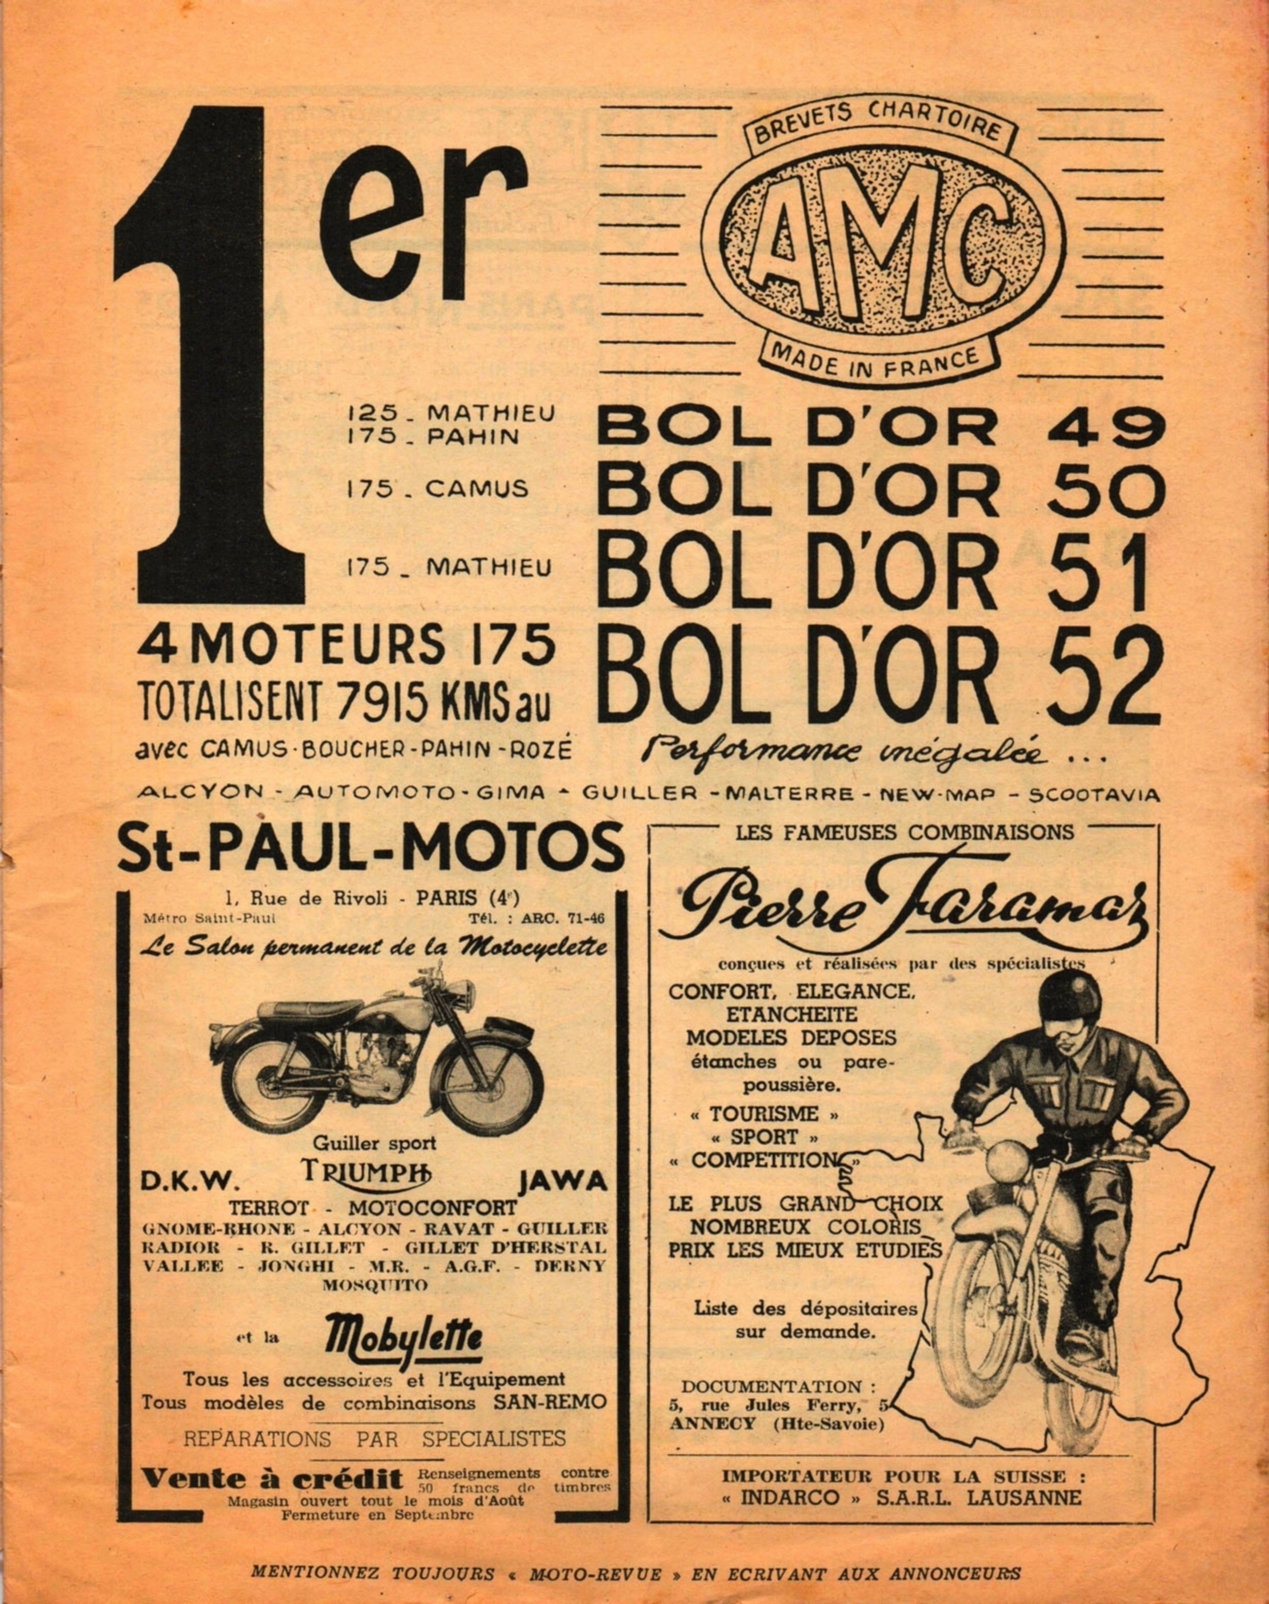 1er
BREVETS CHARTOIRE
AMC
MADE IN FRANCE
125 - MATHIEU BOL D'OR 49
175 - PAHIN
175 - CAMUS BOL D'OR 50
175 - MATHIEU BOL D'OR 51
4 MOTEURS 175 BOL D'OR 52
TOTALISENT 7915 KMS au
avec CAMUS-BOUCHER-PAHIN-ROZÉ Performance inégalée ...
ALCYON - AUTOMOTO - GIMA - GUILLER - MALTERRE - NEW-MAP - SCOOTAVIA
St-PAUL-MOTOS
1, Rue de Rivoli - PARIS (4e)
Métro Saint-Paul Tél. : ARC. 71-46
Le Salon permanent de la Motocyclette
Guiller sport
D.K.W. TRIUMPH JAWA
TERROT - MOTOCONFORT
GNOME-RHONE - ALCYON - RAVAT - GUILLER
RADIOR - R. GILLET - GILLET D'HERSTAL
VALLEE - JONGHI - M.R. - A.G.F. - DERNY
MOSQUITO
et la Mobylette
Tous les accessoires et l'Equipement
Tous modèles de combinaisons SAN-REMO
REPARATIONS PAR SPECIALISTES
Vente à crédit Renseignements contre
50 francs de timbres
Magasin ouvert tout le mois d'Août
Fermeture en Septembre
LES FAMEUSES COMBINAISONS
Pierre Faramaz
conçues et réalisées par des spécialistes
CONFORT, ELEGANCE,
ETANCHEITE
MODELES DEPOSES
étanches ou pare-
poussière.
« TOURISME »
« SPORT »
« COMPETITION »
LE PLUS GRAND CHOIX
NOMBREUX COLORIS
PRIX LES MIEUX ETUDIES
Liste des dépositaires
sur demande.
DOCUMENTATION :
5, rue Jules Ferry, 5
ANNECY (Hte-Savoie)
IMPORTATEUR POUR LA SUISSE :
« INDARCO » S.A.R.L. LAUSANNE
MENTIONNEZ TOUJOURS « MOTO-REVUE » EN ECRIVANT AUX ANNONCEURS